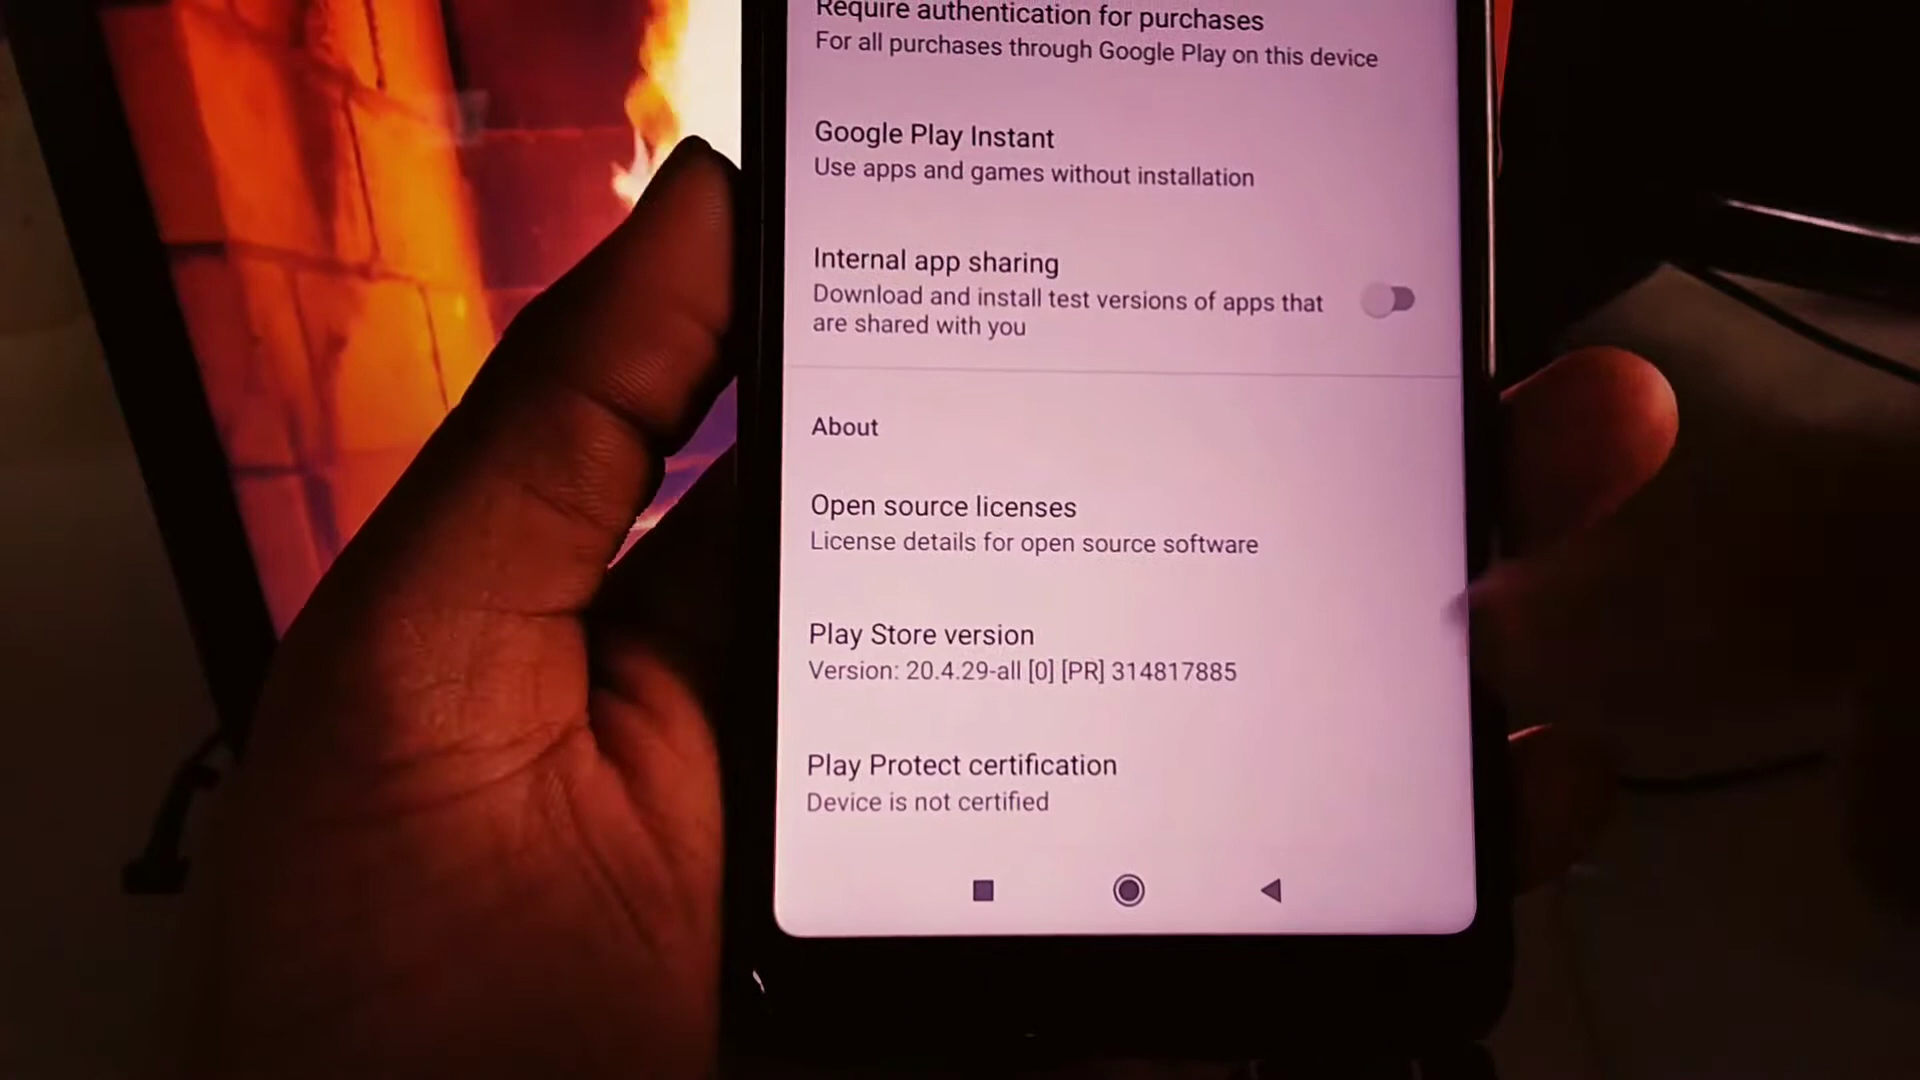 Require authentication for purchases
For all purchases through Google Play on this device
Google Play Instant
Use apps and games without installation
Internal app sharing
Download and install test versions of apps that
are shared with you
About
Open source licenses
License details for open source software
Play Store version
Version: 20.4.29-all [0] [PR] 314817885
Play Protect certification
Device is not certified